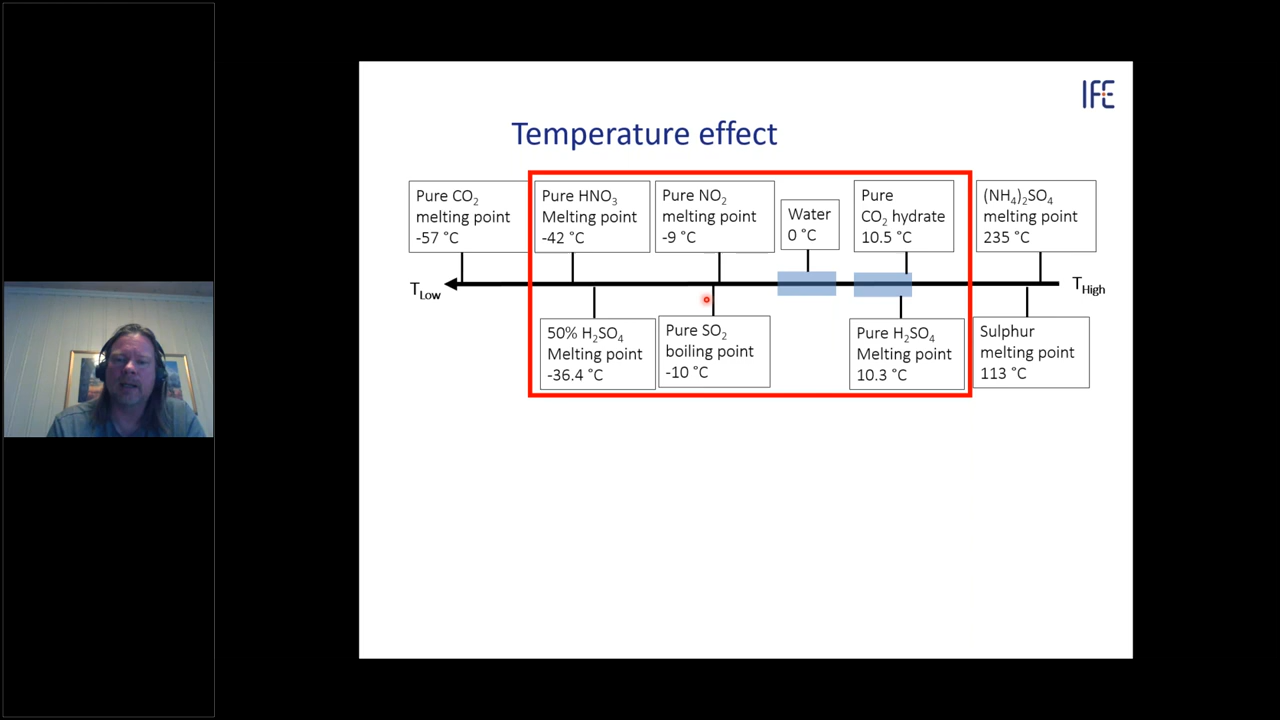 IFE
Temperature effect
Pure CO₂
melting point
-57 °C
Pure HNO₃
Melting point
-42 °C
Pure NO₂
melting point
-9 °C
Water
0 °C
Pure
CO₂ hydrate
10.5 °C
(NH₄)₂SO₄
melting point
235 °C
T_Low
T_High
50% H₂SO₄
Melting point
-36.4 °C
Pure SO₂
boiling point
-10 °C
Pure H₂SO₄
Melting point
10.3 °C
Sulphur
melting point
113 °C